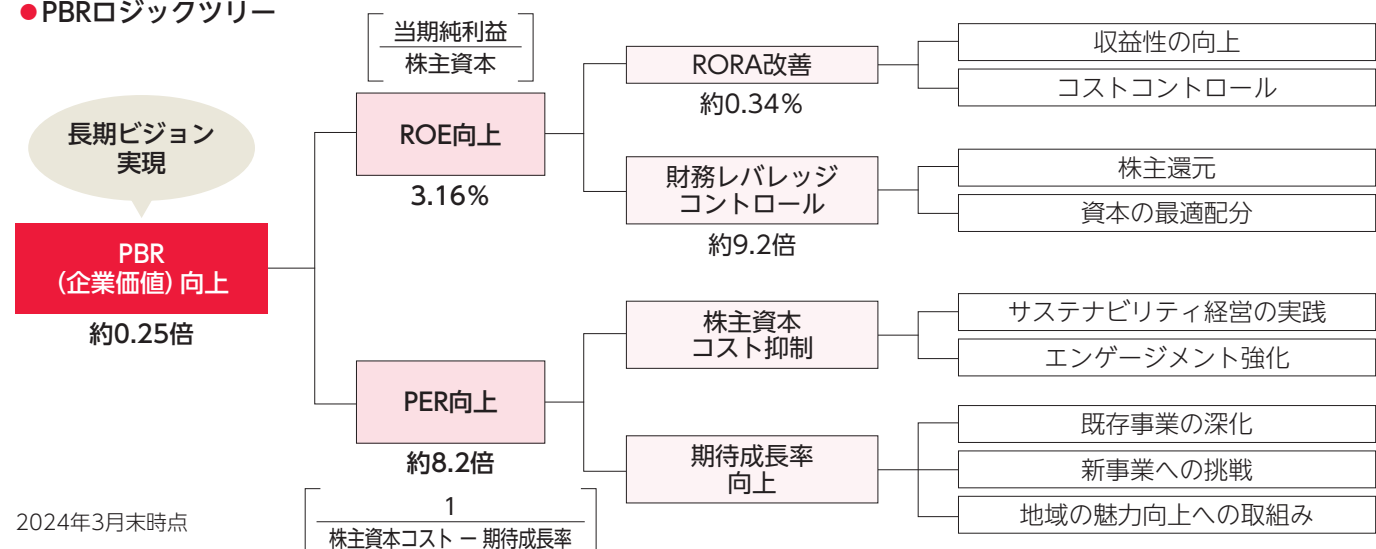 ●PBRロジックツリー
長期ビジョン
実現
PBR
(企業価値)向上
約0.25倍
当期純利益
株主資本
ROE向上
3.16%
PER向上
約8.2倍
1
株主資本コスト − 期待成長率
RORA改善
約0.34%
財務レバレッジ
コントロール
約9.2倍
株主資本
コスト抑制
期待成長率
向上
収益性の向上
コストコントロール
株主還元
資本の最適配分
サステナビリティ経営の実践
エンゲージメント強化
既存事業の深化
新事業への挑戦
地域の魅力向上への取組み
2024年3月末時点